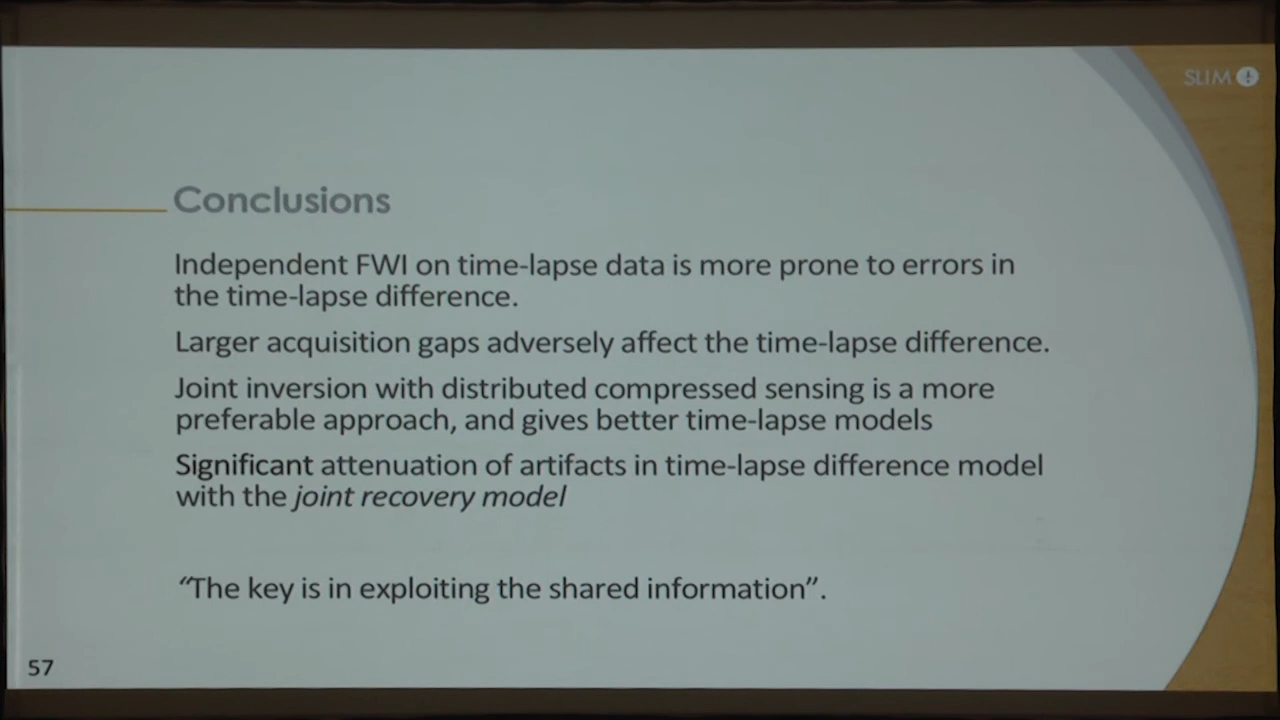 SLIM
Conclusions
Independent FWI on time-lapse data is more prone to errors in
the time-lapse difference.
Larger acquisition gaps adversely affect the time-lapse difference.
Joint inversion with distributed compressed sensing is a more
preferable approach, and gives better time-lapse models
Significant attenuation of artifacts in time-lapse difference model
with the joint recovery model
“The key is in exploiting the shared information”.
57